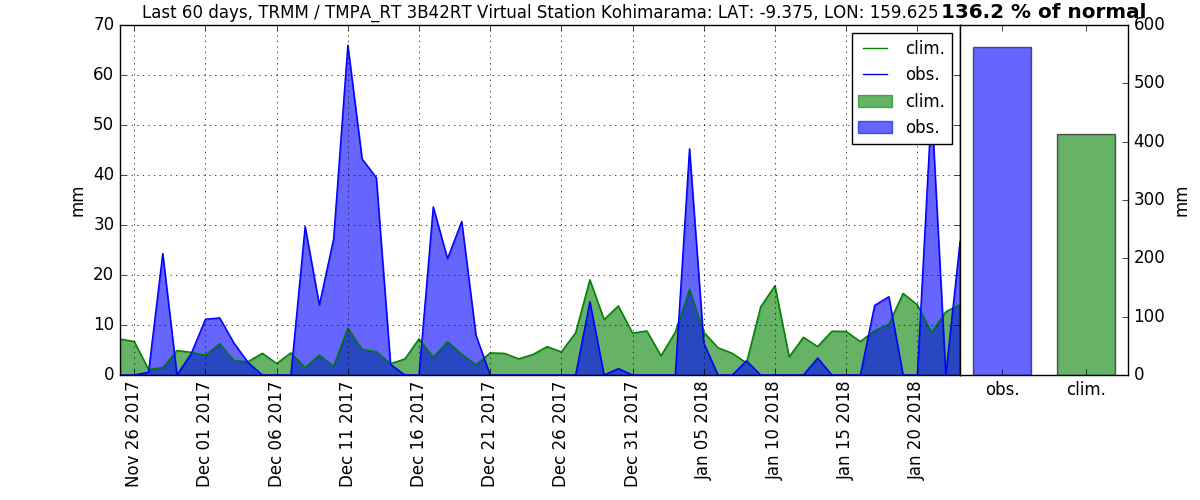 Last 60 days, TRMM / TMPA_RT 3B42RT Virtual Station Kohimarama: LAT: -9.375, LON: 159.625 136.2 % of normal
70
60
50
40
30
20
10
0
mm
clim.
obs.
clim.
obs.
Nov 26 2017
Dec 01 2017
Dec 06 2017
Dec 11 2017
Dec 16 2017
Dec 21 2017
Dec 26 2017
Dec 31 2017
Jan 05 2018
Jan 10 2018
Jan 15 2018
Jan 20 2018
600
500
400
300
200
100
0
mm
obs. clim.